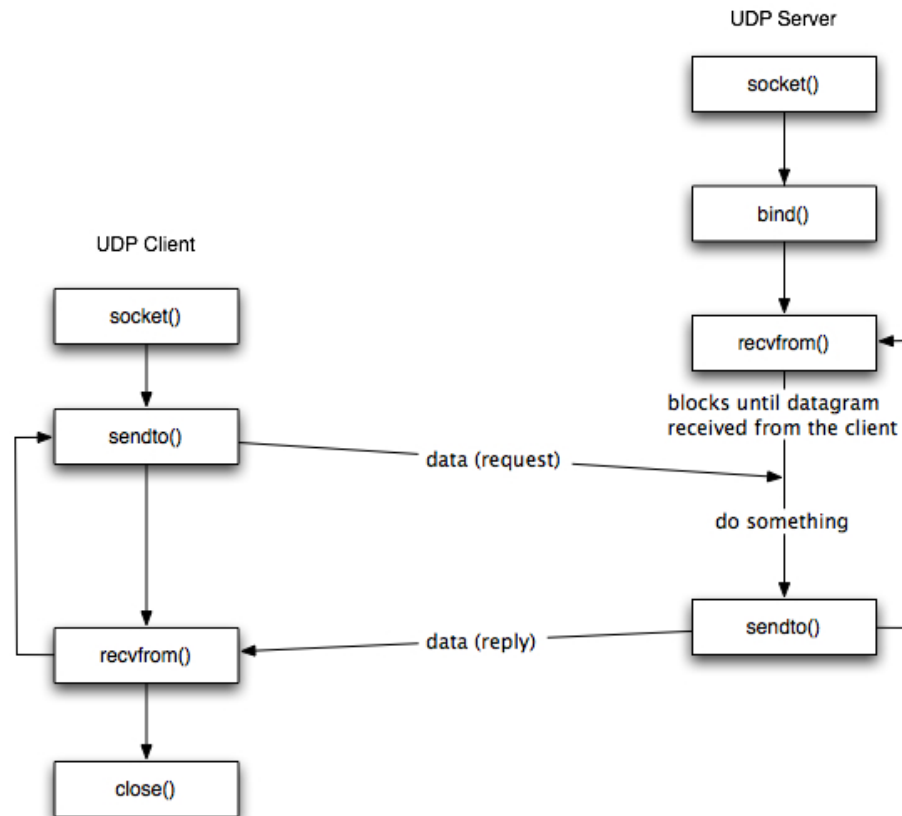 UDP Server
socket()
bind()
UDP Client
socket()
recvfrom()
blocks until datagram
received from the client
sendto()
data (request)
do something
sendto()
data (reply)
recvfrom()
close()